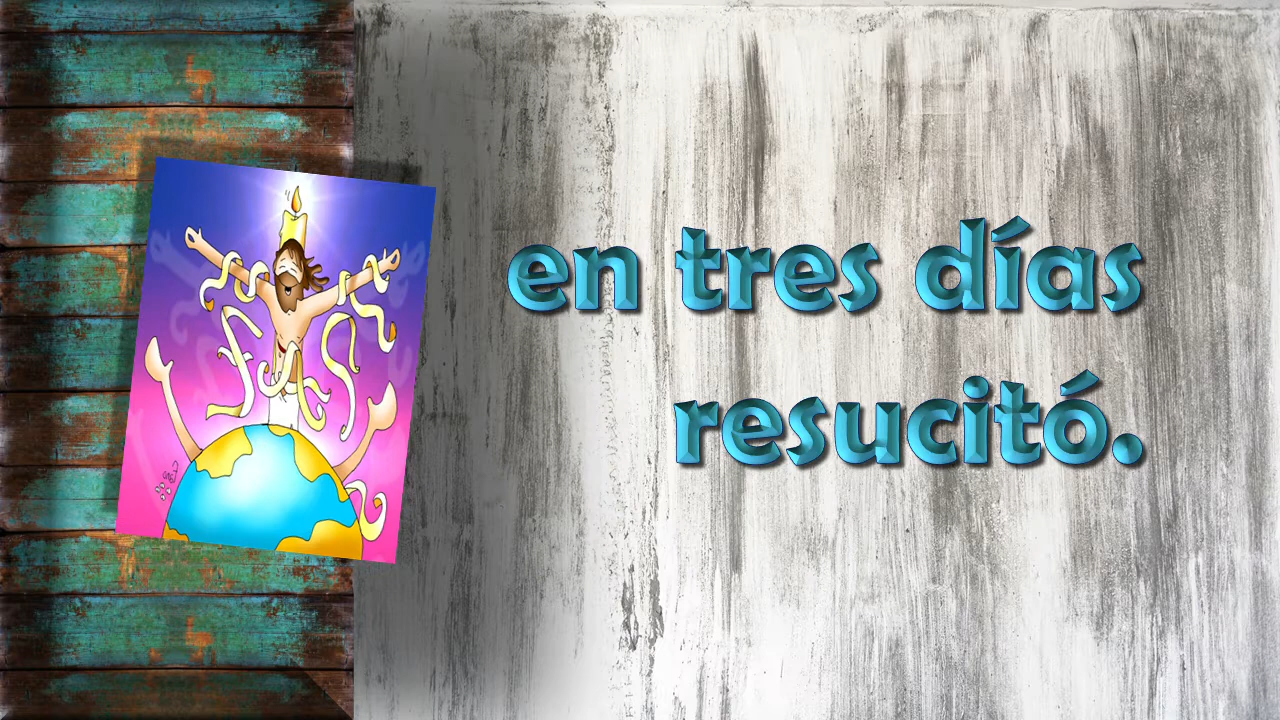 en tres días
resucitó.